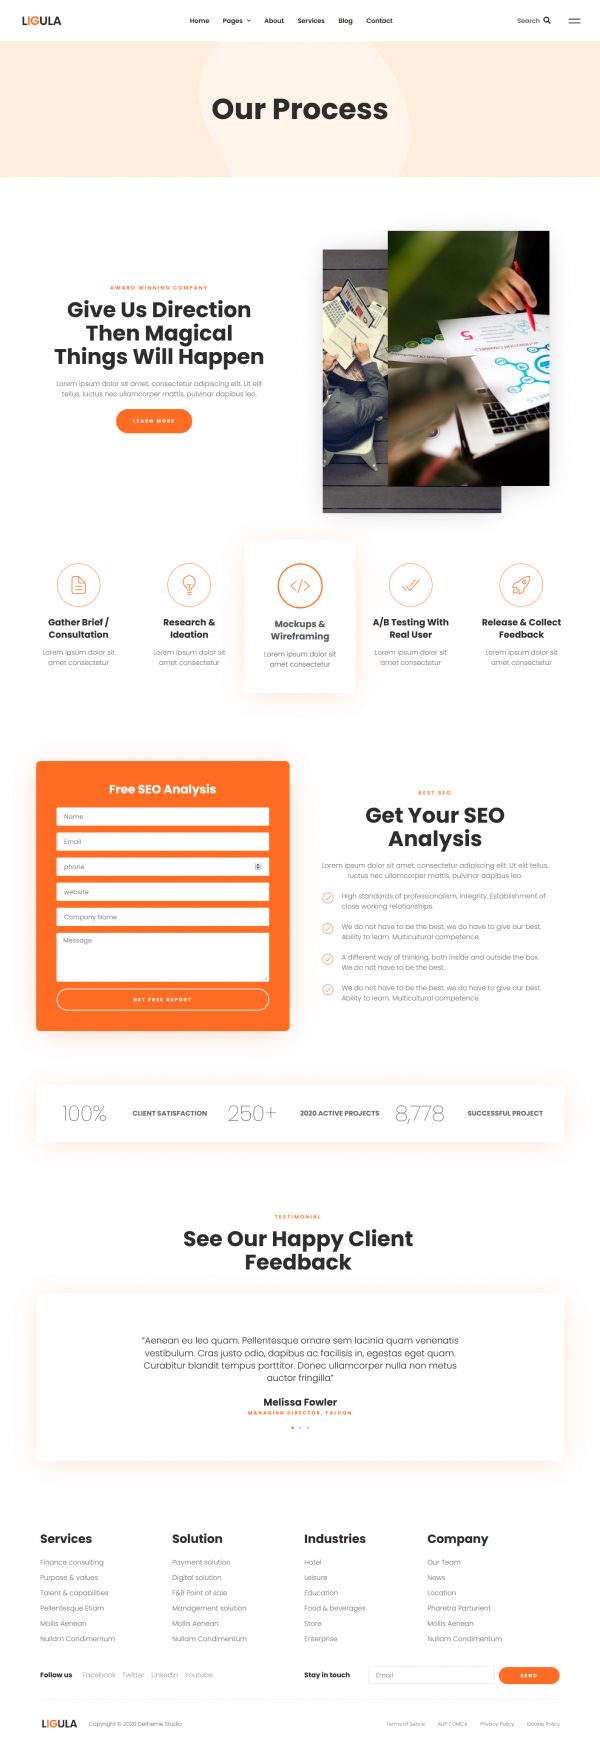 LIGULA
Home Pages About Services Blog Contact
Search
Our Process
AWARD WINNING COMPANY
Give Us Direction
Then Magical
Things Will Happen
Lorem ipsum dolor sit amet, consectetur adipiscing elit. Ut elit
tellus, luctus nec ullamcorper mattis, pulvinar dapibus leo.
LEARN MORE
5
Gather Brief /
Consultation
Lorem ipsum dolor sit
amet consectetur
Research &
Ideation
Lorem ipsum dolor sit
amet consectetur
Mockups &
Wireframing
Lorem ipsum dolor sit
amet consectetur
A/B Testing With
Real User
Lorem ipsum dolor sit
amet consectetur
Release & Collect
Feedback
Lorem ipsum dolor sit
amet consectetur
Free SEO Analysis
Name
Email
phone
website
Company Name
Message
GET FREE REPORT
BEST SEO
Get Your SEO
Analysis
Lorem ipsum dolor sit amet, consectetur adipiscing elit. Ut elit tellus,
luctus nec ullamcorper mattis, pulvinar dapibus leo.
High standards of professionalism, integrity. Establishment of
close working relationships.
We do not have to be the best, we do have to give our best.
Ability to learn. Multicultural competence.
A different way of thinking, both inside and outside the box.
We do not have to be the best.
We do not have to be the best, we do have to give our best.
Ability to learn. Multicultural competence.
100% CLIENT SATISFACTION 250+ 2020 ACTIVE PROJECTS 8,778 SUCCESSFUL PROJECT
TESTIMONIAL
See Our Happy Client
Feedback
“Aenean eu leo quam. Pellentesque ornare sem lacinia quam venenatis
vestibulum. Cras justo odio, dapibus ac facilisis in, egestas eget quam.
Curabitur blandit tempus porttitor. Donec ullamcorper nulla non metus
auctor fringilla”
Melissa Fowler
MANAGING DIRECTOR, FALCON
Services
Finance consulting
Purpose & values
Talent & capabilities
Pellentesque Etiam
Mollis Aenean
Nullam Condimentum
Solution
Payment solution
Digital solution
F&B Point of sale
Management solution
Mollis Aenean
Nullam Condimentum
Industries
Hotel
Leisure
Education
Food & beverages
Store
Enterprise
Company
Our Team
News
Location
Pharetra Parturient
Mollis Aenean
Nullam Condimentum
Follow us Facebook Twitter Linkedin Youtube
Stay in touch Email SEND
LIGULA Copyright © 2020 Detheme Studio
Terms of Setice AUP / DMCA Privacy Policy Cookie Policy